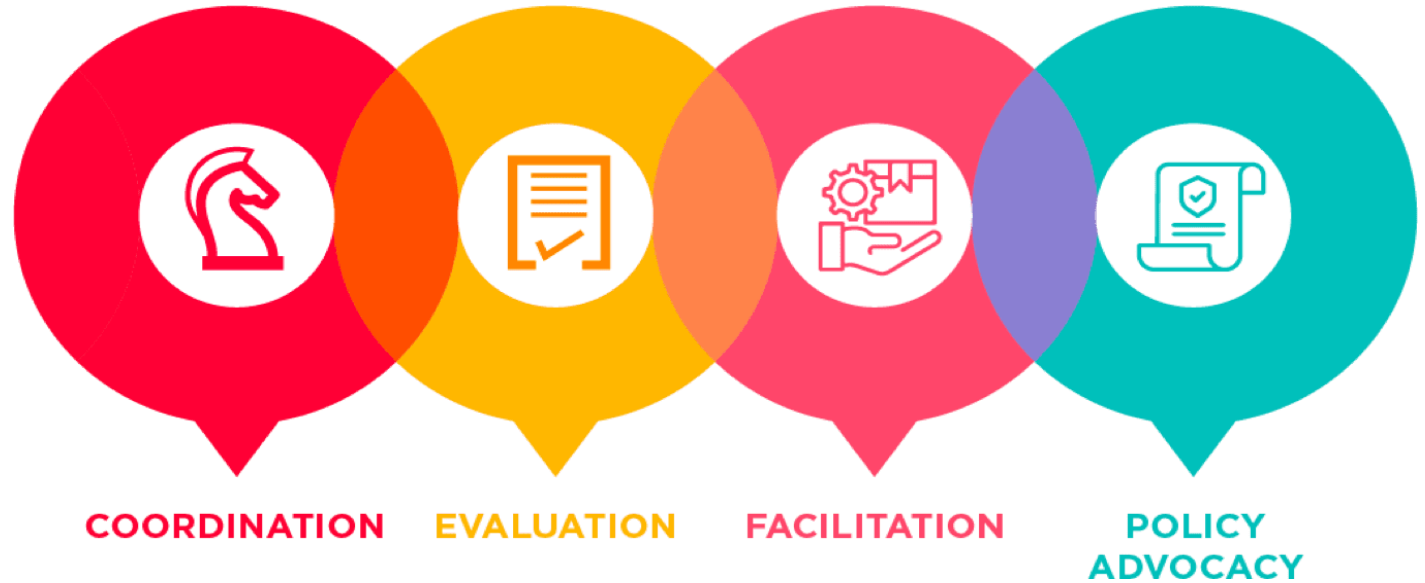 COORDINATION
EVALUATION
FACILITATION
POLICY
ADVOCACY